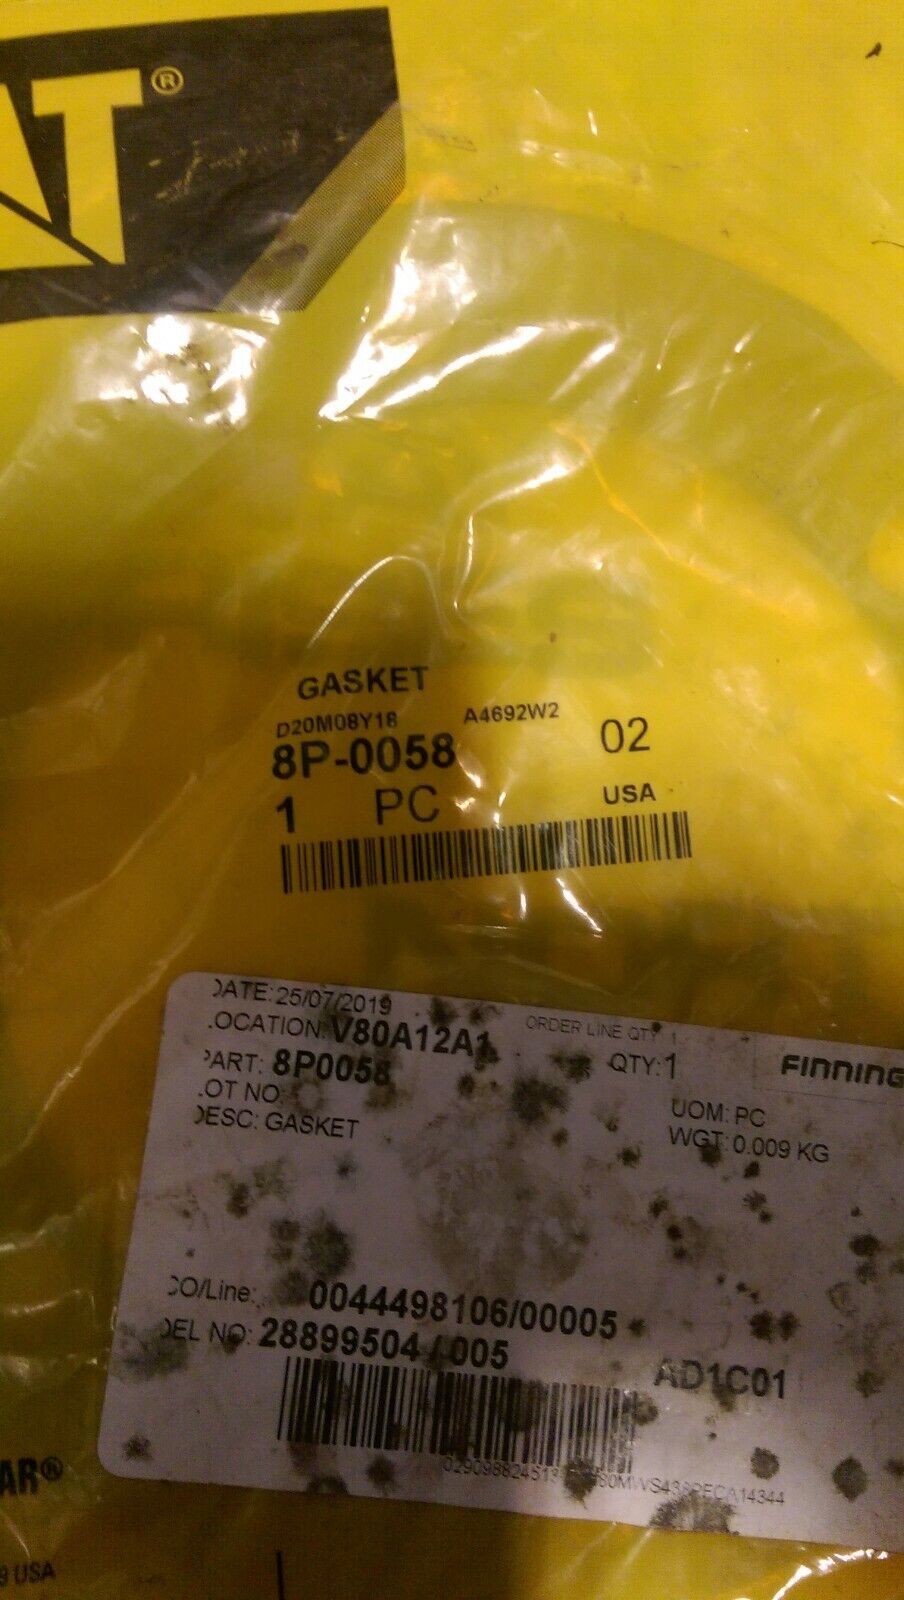 AT®
GASKET
D20M08Y18 A4692W2
8P-0058 02
1 PC USA
DATE: 25/07/2019
LOCATION: V80A12A1 ORDER LINE QTY 1
PART: 8P0058 QTY: 1 FINNING
LOT NO:
DESC: GASKET UOM: PC
WGT: 0.009 KG
CO/Line: 0044498106/00005
DEL NO: 28899504 / 005 AD1C01
AR®
9 USA